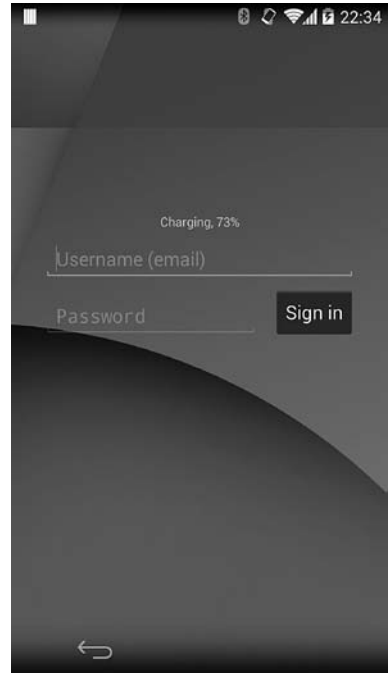 22:34
Charging, 73%
Username (email)
Password
Sign in